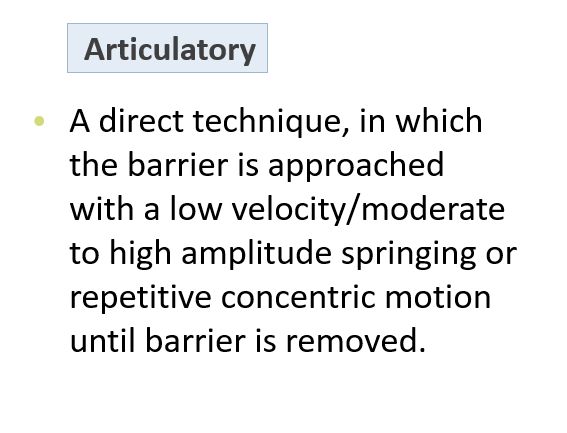 Articulatory
• A direct technique, in which
the barrier is approached
with a low velocity/moderate
to high amplitude springing or
repetitive concentric motion
until barrier is removed.